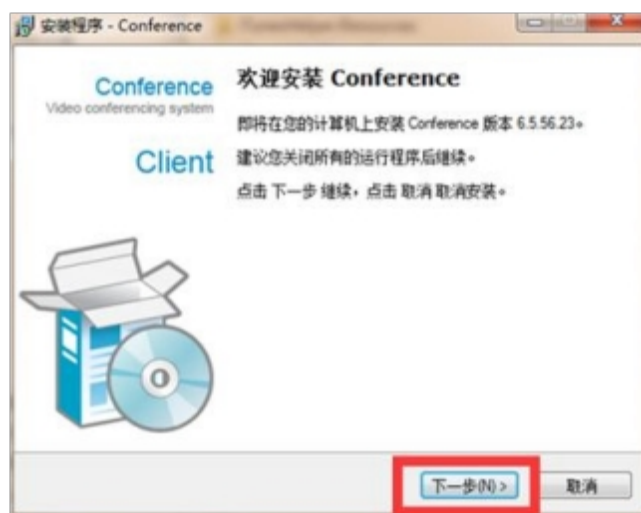 安装程序 - Conference
Conference
Video conferencing system
Client
欢迎安装 Conference
即将在您的计算机上安装 Conference 版本 6.5.56.23。
建议您关闭所有的运行程序后继续。
点击 下一步 继续，点击 取消 取消安装。
下一步(N) >
取消